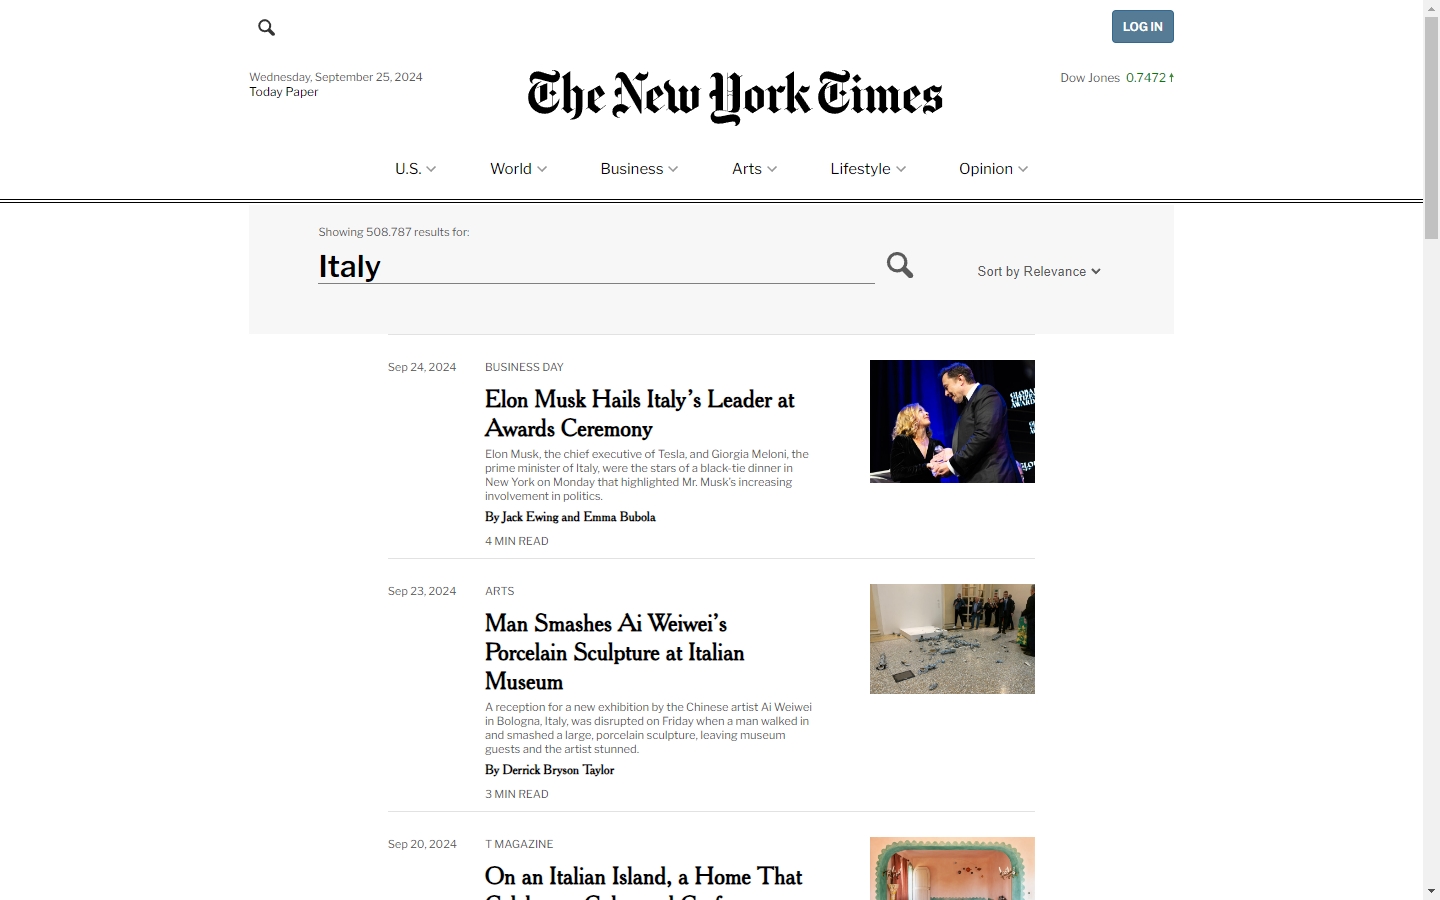 LOG IN
Wednesday, September 25, 2024
Today Paper
The New York Times
Dow Jones 0.7472 ↑
U.S.
World
Business
Arts
Lifestyle
Opinion
Showing 508.787 results for:
Italy
Sort by Relevance
Sep 24, 2024
BUSINESS DAY
Elon Musk Hails Italy's Leader at
Awards Ceremony
Elon Musk, the chief executive of Tesla, and Giorgia Meloni, the
prime minister of Italy, were the stars of a black-tie dinner in
New York on Monday that highlighted Mr. Musk's increasing
involvement in politics.
By Jack Ewing and Emma Bubola
4 MIN READ
Sep 23, 2024
ARTS
Man Smashes Ai Weiwei's
Porcelain Sculpture at Italian
Museum
A reception for a new exhibition by the Chinese artist Ai Weiwei
in Bologna, Italy, was disrupted on Friday when a man walked in
and smashed a large, porcelain sculpture, leaving museum
guests and the artist stunned.
By Derrick Bryson Taylor
3 MIN READ
Sep 20, 2024
T MAGAZINE
On an Italian Island, a Home That